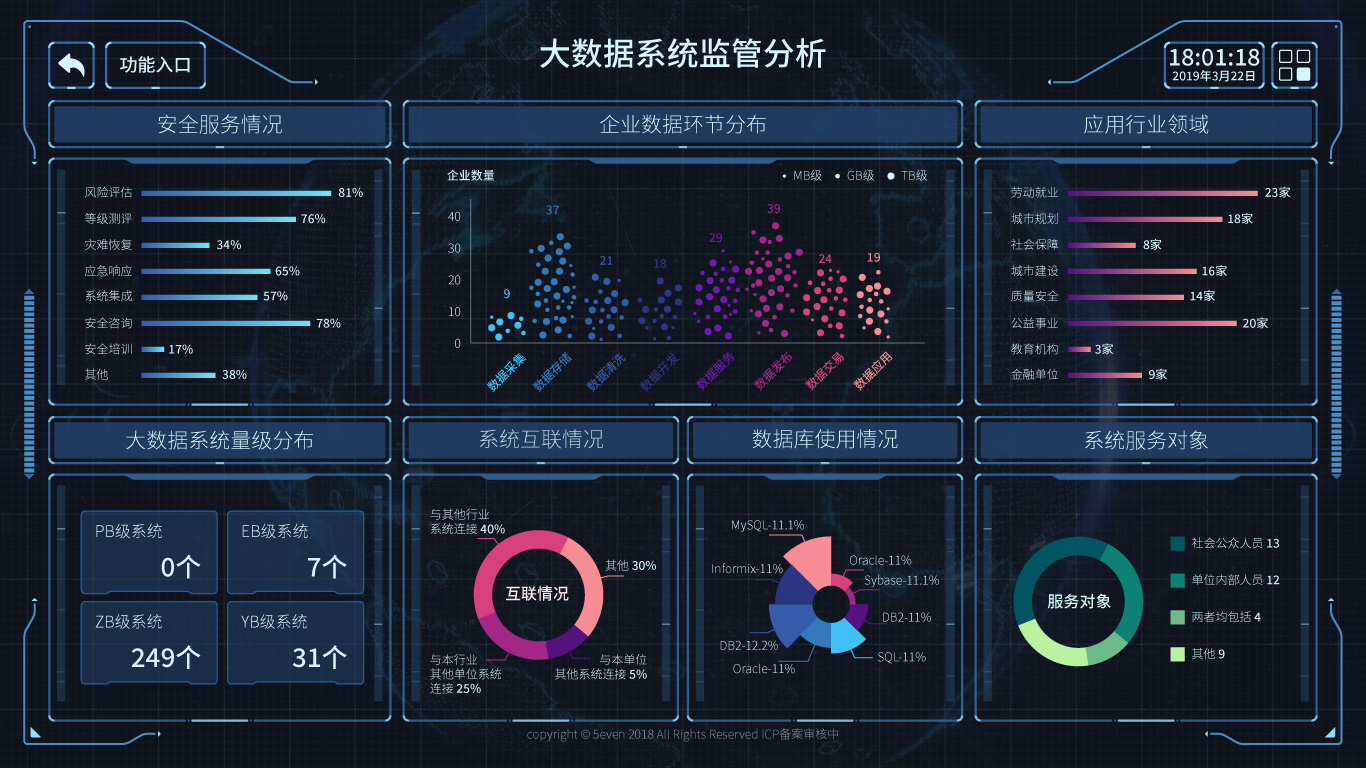 大数据系统监管分析
功能入口
18:01:18
2019年3月22日
安全服务情况
风险评估 81%
等级测评 76%
灾难恢复 34%
应急响应 65%
系统集成 57%
安全咨询 78%
安全培训 17%
其他 38%
企业数据环节分布
企业数量
MB级 GB级 TB级
40
30
20
10
0
9
37
21
18
29
39
24
19
数据采集
数据存储
数据清洗
数据开发
数据服务
数据发布
数据交易
数据应用
应用行业领域
劳动就业 23家
城市规划 18家
社会保障 8家
城市建设 16家
质量安全 14家
公益事业 20家
教育机构 3家
金融单位 9家
大数据系统量级分布
PB级系统
0个
EB级系统
7个
ZB级系统
249个
YB级系统
31个
系统互联情况
与其他行业
系统连接 40%
其他 30%
互联情况
与本行业
其他单位系统
连接 25%
与本单位
其他系统连接 5%
数据库使用情况
MySQL-11.1%
Oracle-11%
Informix-11%
Sybase-11.1%
DB2-11%
DB2-12.2%
SQL-11%
Oracle-11%
系统服务对象
服务对象
社会公众人员 13
单位内部人员 12
两者均包括 4
其他 9
copyright © 5even 2018 All Rights Reserved ICP备案审核中